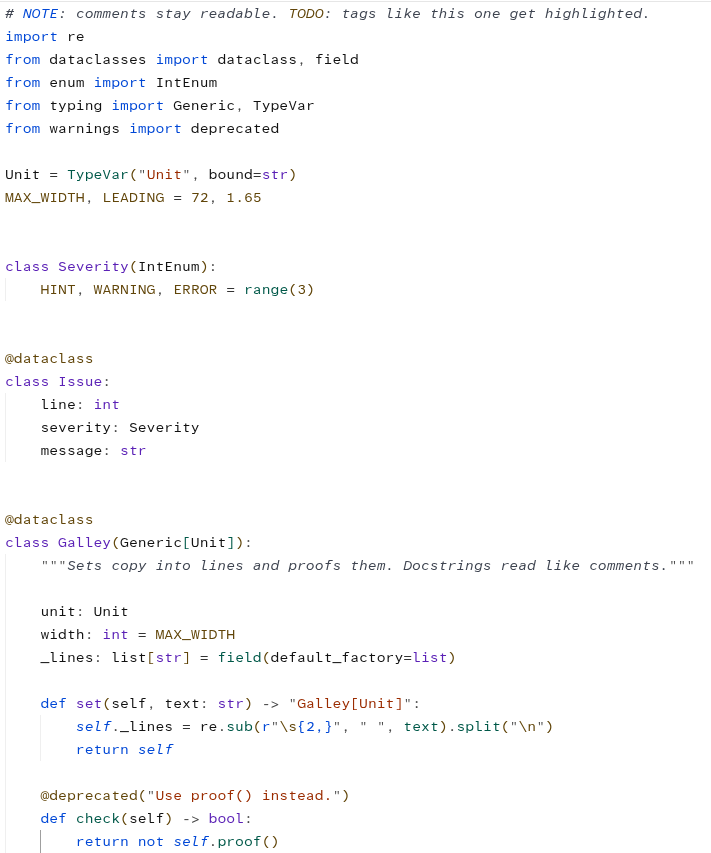 # NOTE: comments stay readable. TODO: tags like this one get highlighted.
import re
from dataclasses import dataclass, field
from enum import IntEnum
from typing import Generic, TypeVar
from warnings import deprecated

Unit = TypeVar("Unit", bound=str)
MAX_WIDTH, LEADING = 72, 1.65


class Severity(IntEnum):
    HINT, WARNING, ERROR = range(3)


@dataclass
class Issue:
    line: int
    severity: Severity
    message: str


@dataclass
class Galley(Generic[Unit]):
    """Sets copy into lines and proofs them. Docstrings read like comments."""

    unit: Unit
    width: int = MAX_WIDTH
    _lines: list[str] = field(default_factory=list)

    def set(self, text: str) -> "Galley[Unit]":
        self._lines = re.sub(r"\s{2,}", " ", text).split("\n")
        return self

    @deprecated("Use proof() instead.")
    def check(self) -> bool:
        return not self.proof()